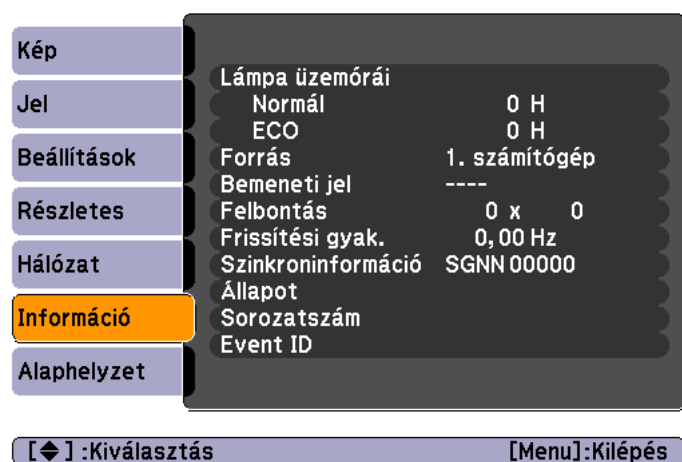 Kép
Jel
Beállítások
Részletes
Hálózat
Információ
Alaphelyzet
Lámpa üzemórái
Normál 0 H
ECO 0 H
Forrás 1. számítógép
Bemeneti jel ----
Felbontás 0 x 0
Frissítési gyak. 0,00 Hz
Szinkroninformáció SGNN 00000
Állapot
Sorozatszám
Event ID
[◆] :Kiválasztás [Menu]:Kilépés